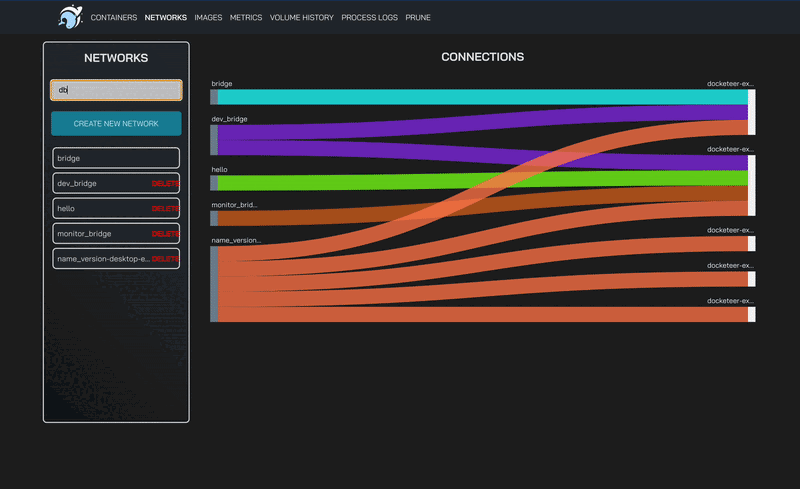 CONTAINERS NETWORKS IMAGES METRICS VOLUME HISTORY PROCESS LOGS PRUNE
NETWORKS
db
CREATE NEW NETWORK
bridge
dev_bridge DELETE
hello DELETE
monitor_bridge DELETE
name_version-desktop-e... DELETE
CONNECTIONS
bridge
docketeer-ex...
dev_bridge
docketeer-ex...
hello
monitor_brid...
name_version...
docketeer-ex...
docketeer-ex...
docketeer-ex...